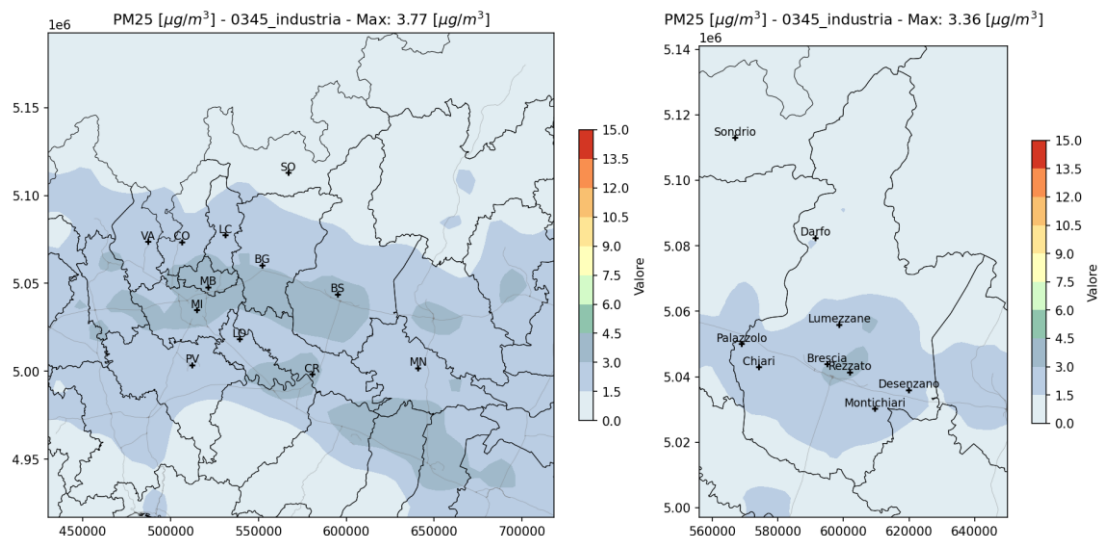 PM25 [μg/m³] - 0345_industria - Max: 3.77 [μg/m³]
1e6
5.15
5.10
5.05
5.00
4.95
450000 500000 550000 600000 650000 700000
SO
VA CO LC
BG
MB
BS
MI
LO
PV CR MN
15.0
13.5
12.0
10.5
9.0
7.5
6.0
4.5
3.0
1.5
0.0
Valore
PM25 [μg/m³] - 0345_industria - Max: 3.36 [μg/m³]
1e6
5.14
5.12
5.10
5.08
5.06
5.04
5.02
5.00
560000 580000 600000 620000 640000
Sondrio
Darfo
Lumezzane
Palazzolo
Chiari Brescia
Rezzato
Desenzano
Montichiari
15.0
13.5
12.0
10.5
9.0
7.5
6.0
4.5
3.0
1.5
0.0
Valore